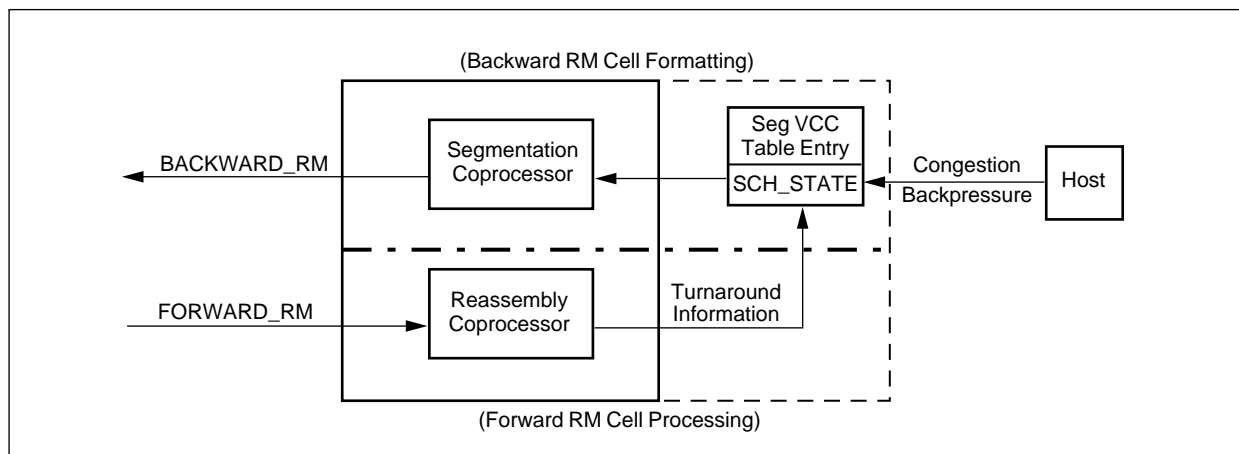 (Backward RM Cell Formatting)
BACKWARD_RM
Segmentation
Coprocessor
Seg VCC
Table Entry
SCH_STATE
Congestion
Backpressure
Host
FORWARD_RM
Reassembly
Coprocessor
Turnaround
Information
(Forward RM Cell Processing)